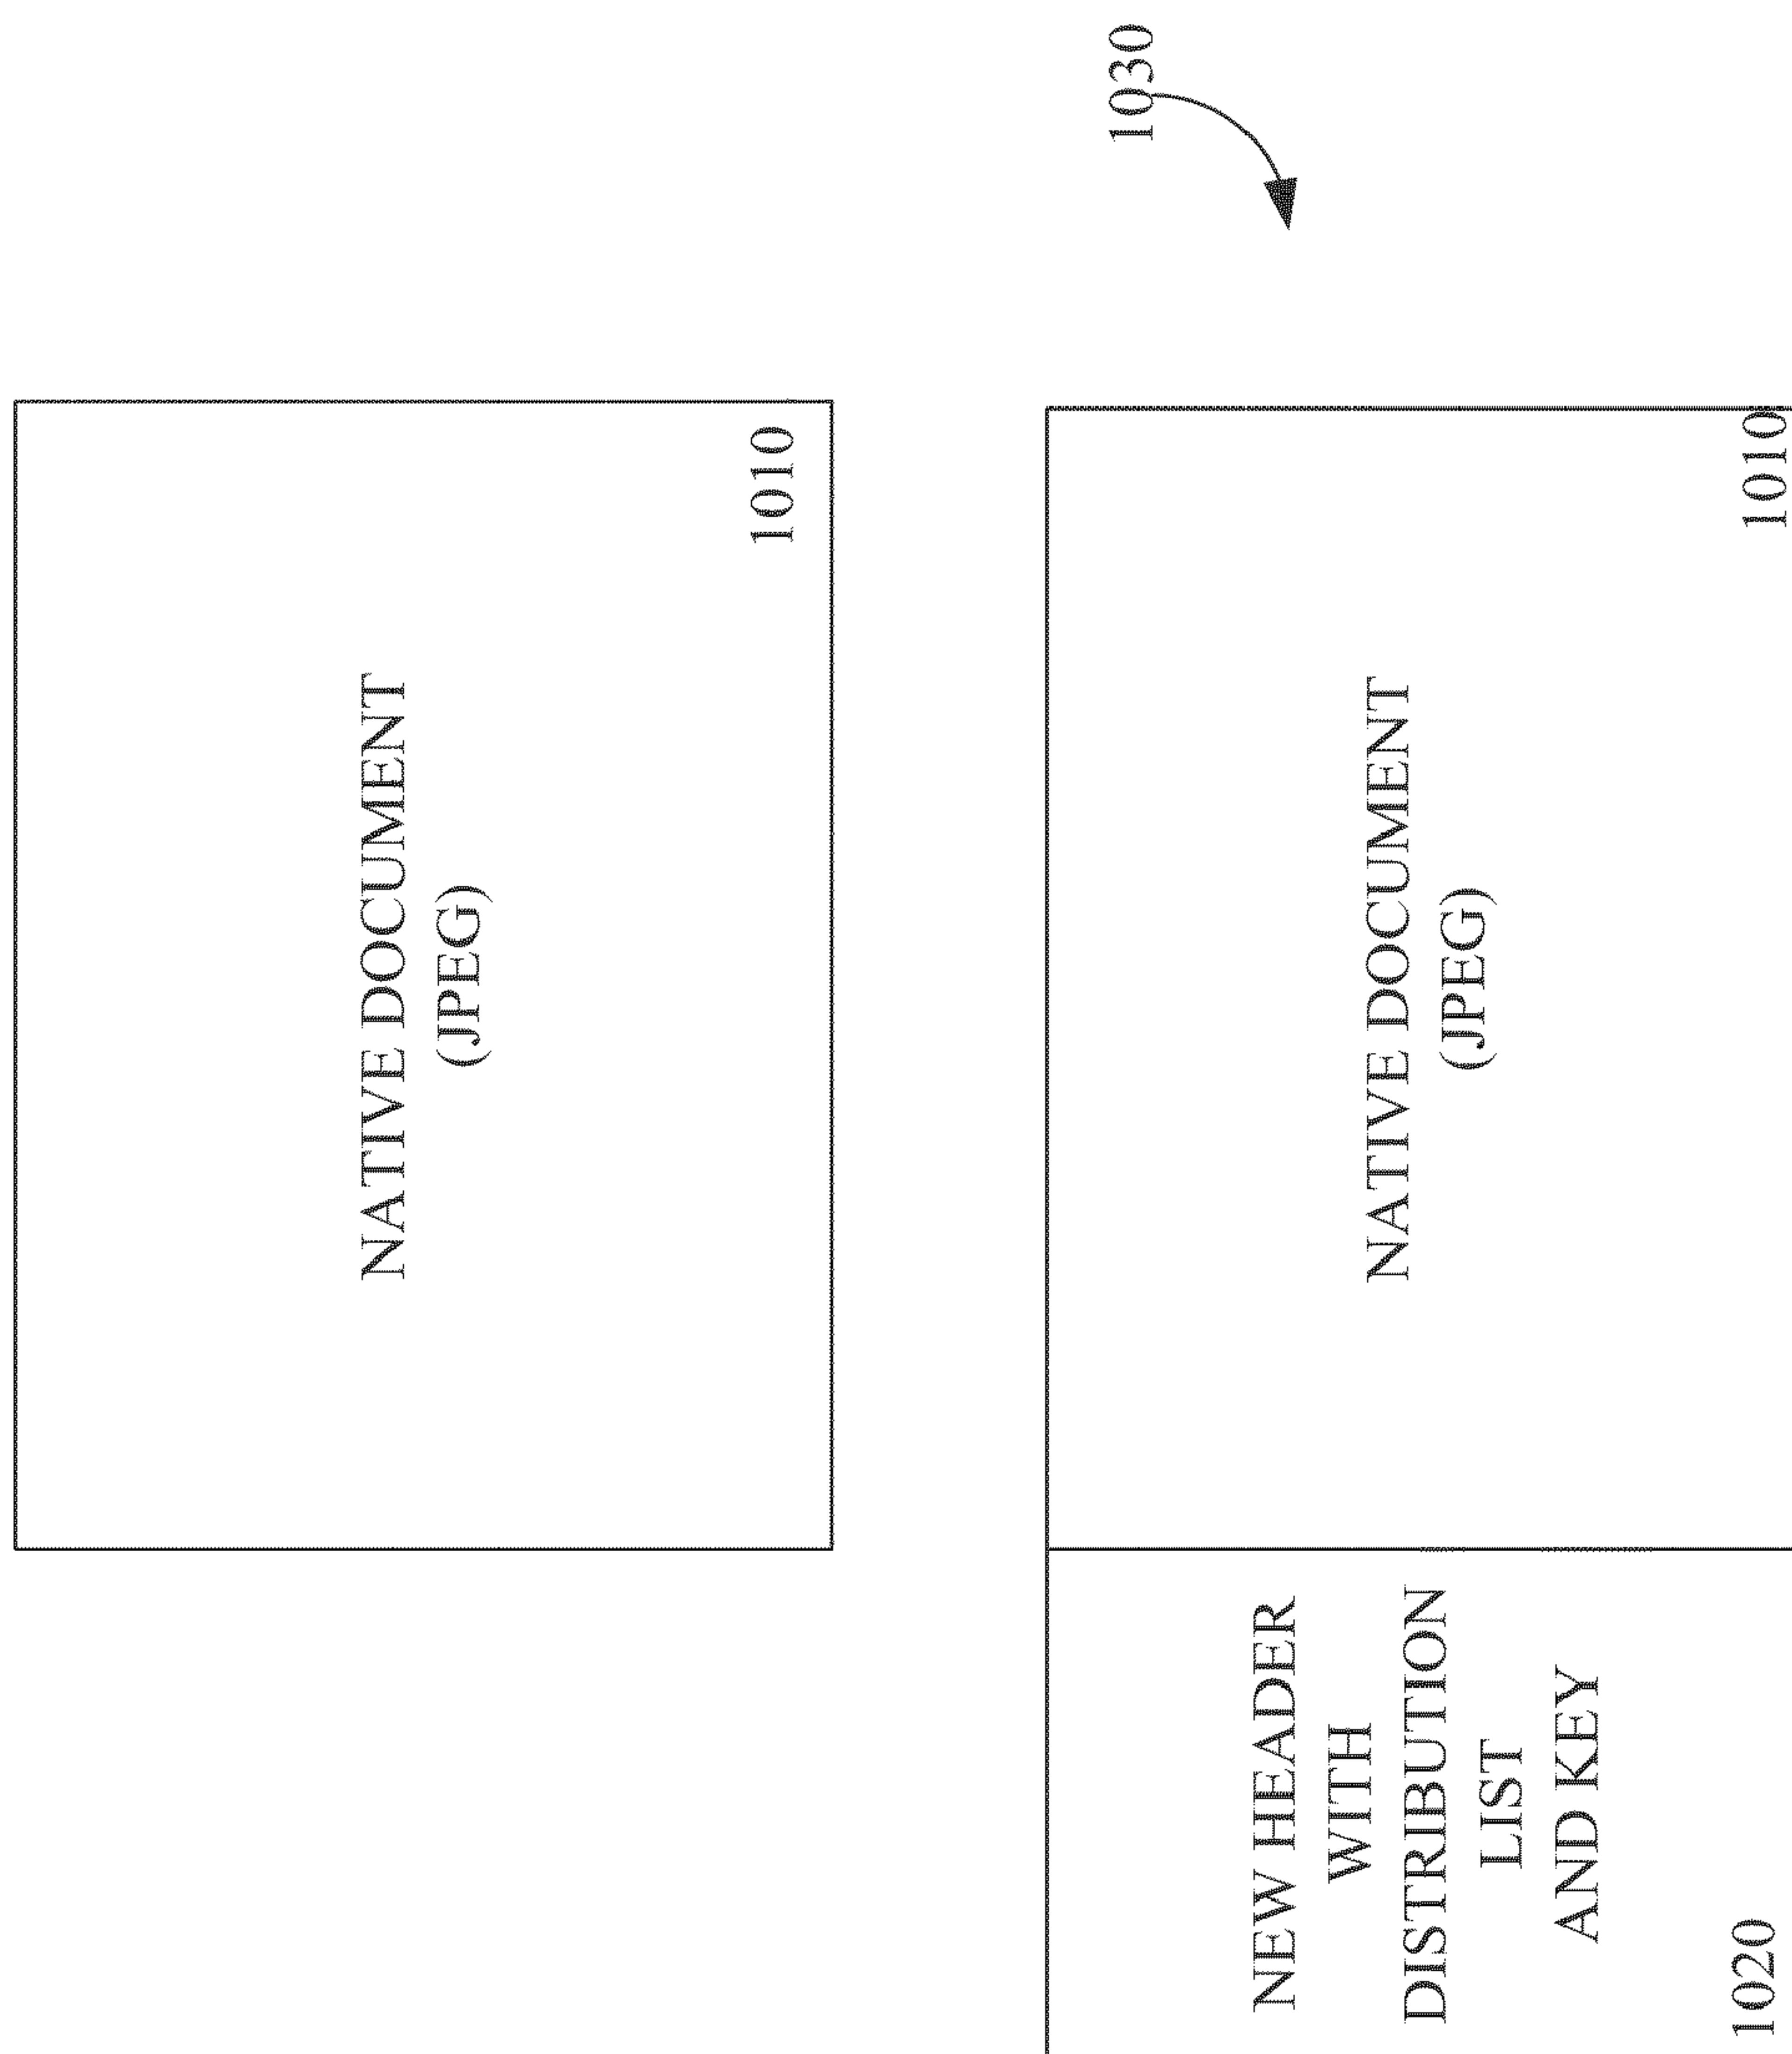 NATIVE DOCUMENT
(JPEG)
1010
1030
NEW HEADER
WITH
DISTRIBUTION
LIST
AND KEY
1020
NATIVE DOCUMENT
(JPEG)
1010